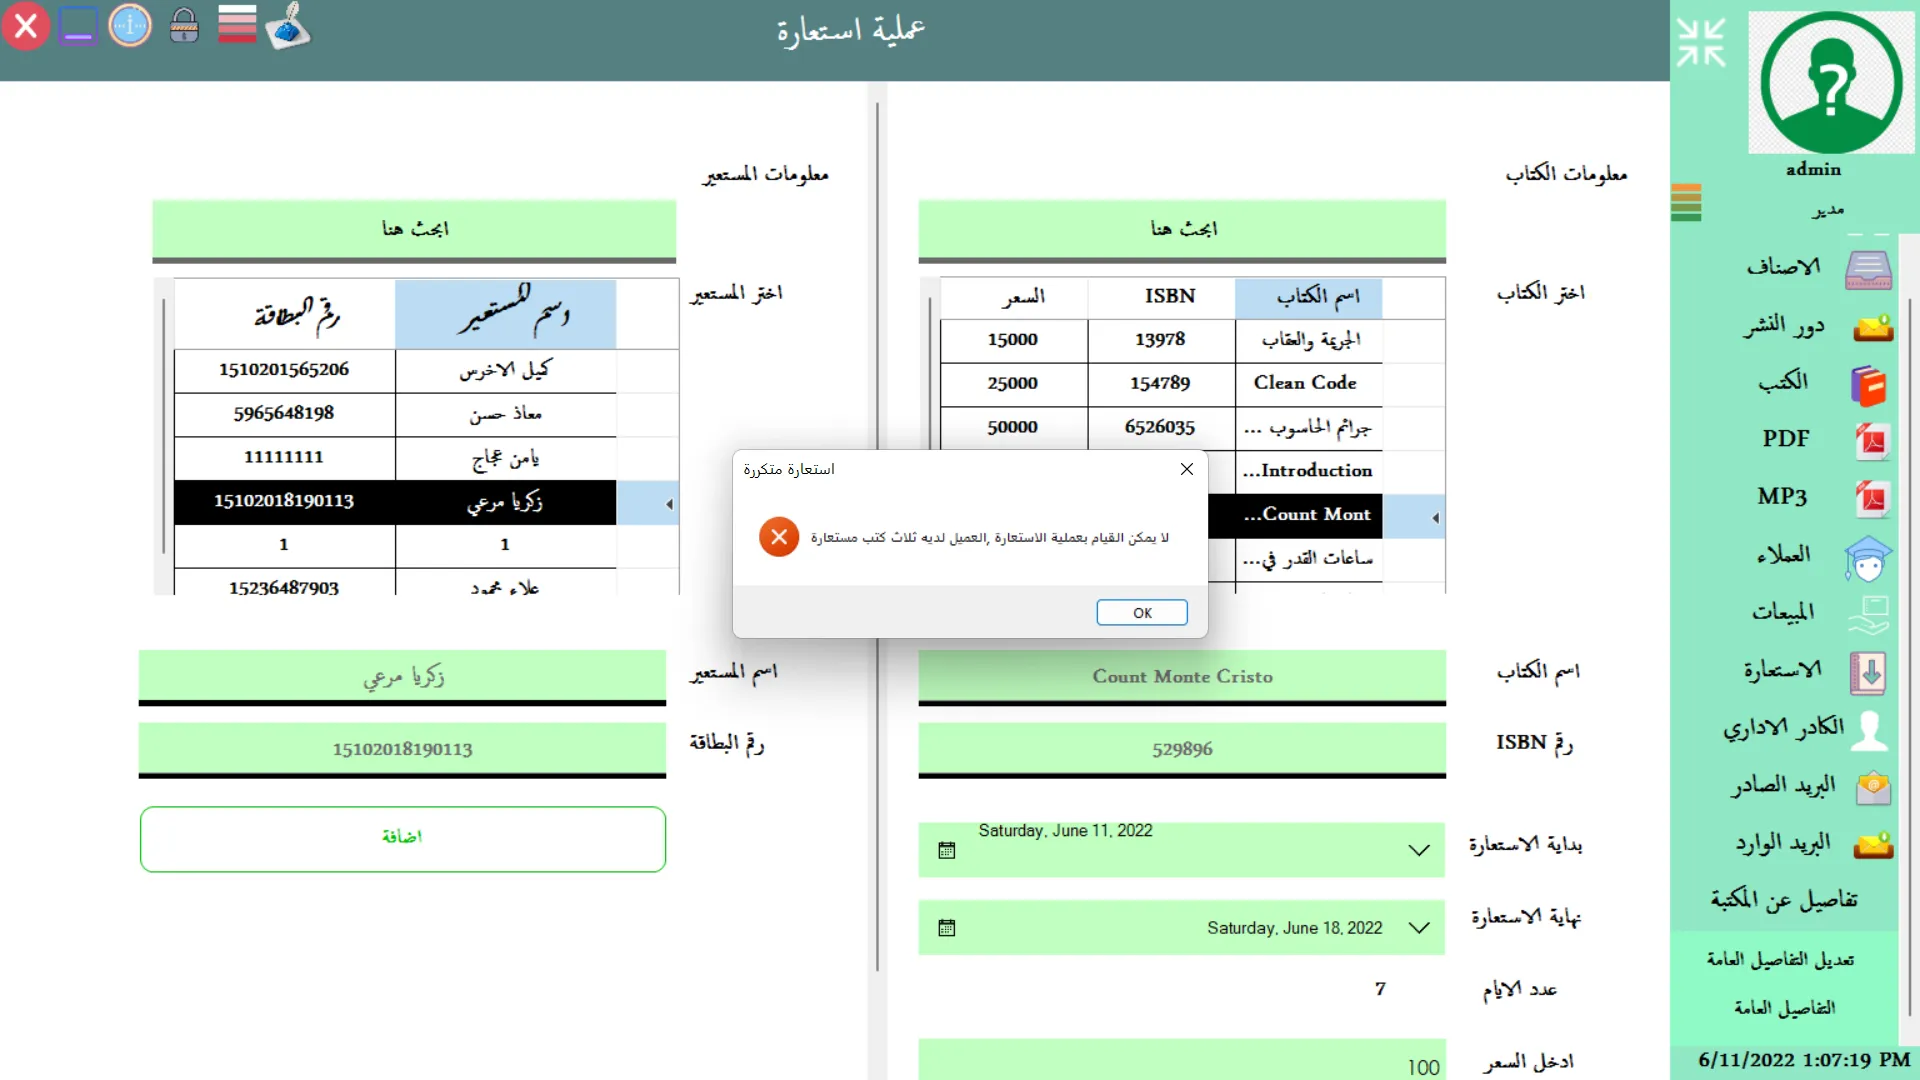 عملية استعارة
admin
مدير
الاصناف
دور النشر
الكتب
PDF
MP3
العملاء
المبيعات
الاستعارة
الكادر الاداري
البريد الصادر
البريد الوارد
تفاصيل عن المكتبة
تعديل التفاصيل العامة
التفاصيل العامة
6/11/2022 1:07:19 PM
معلومات الكتاب
ابحث هنا
اختر الكتاب
اسم الكتاب ISBN السعر
الجريمة والعقاب 13978 15000
Clean Code 154789 25000
جرائم الحاسوب ... 6526035 50000
Introduction...
Count Mont...
ساعات القدر في...
اسم الكتاب Count Monte Cristo
رقم ISBN 529896
بداية الاستعارة Saturday, June 11, 2022
نهاية الاستعارة Saturday, June 18, 2022
عدد الايام 7
ادخل السعر 100
معلومات المستعير
ابحث هنا
اختر المستعير
اسم المستعير رقم البطاقة
كميل الاخرس 1510201565206
معاذ حسن 5965648198
يامن عجاج 11111111
زكريا مرعي 15102018190113
1 1
علاء محمود 15236487903
اسم المستعير زكريا مرعي
رقم البطاقة 15102018190113
اضافة
استعارة متكررة
لا يمكن القيام بعملية الاستعارة ,العميل لديه ثلاث كتب مستعارة
OK